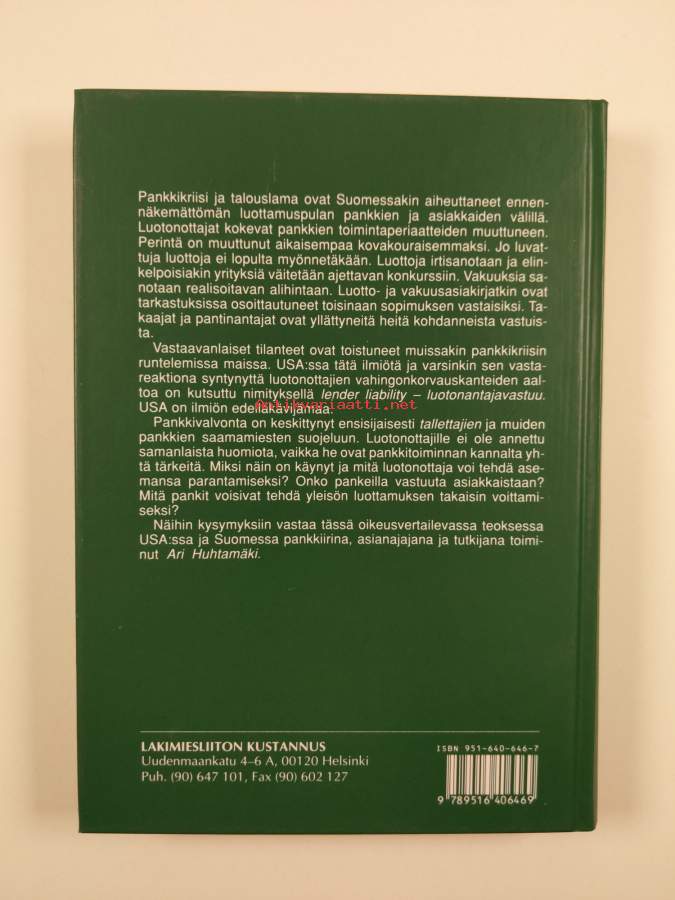 Pankkikriisi ja talouslama ovat Suomessakin aiheuttaneet ennen-
näkemättömän luottamuspulan pankkien ja asiakkaiden välillä.
Luotonottajat kokevat pankkien toimintaperiaatteiden muuttuneen.
Perintä on muuttunut aikaisempaa kovakouraisemmaksi. Jo luvat-
tuja luottoja ei lopulta myönnetäkään. Luottoja irtisanotaan ja elin-
kelpoisiakin yrityksiä väitetään ajettavan konkurssiin. Vakuuksia sa-
notaan realisoitavan alihintaan. Luotto- ja vakuusasiakirjatkin ovat
tarkastuksissa osoittautuneet toisinaan sopimuksen vastaisiksi. Ta-
kaajat ja pantinantajat ovat yllättyneitä heitä kohdanneista vastuis-
ta.
Vastaavanlaiset tilanteet ovat toistuneet muissakin pankkikriisin
runtelemissa maissa. USA:ssa tätä ilmiötä ja varsinkin sen vasta-
reaktiona syntynyttä luotonottajien vahingonkorvauskanteiden aal-
toa on kutsuttu nimityksellä lender liability – luotonantajavastuu.
antikvariaatti.net
USA on ilmiön edelläkävijämaa.
Pankkivalvonta on keskittynyt ensisijaisesti tallettajien ja muiden
pankkien saamamiesten suojeluun. Luotonottajille ei ole annettu
samanlaista huomiota, vaikka he ovat pankkitoiminnan kannalta yh-
tä tärkeitä. Miksi näin on käynyt ja mitä luotonottaja voi tehdä ase-
mansa parantamiseksi? Onko pankeilla vastuuta asiakkaistaan?
Mitä pankit voisivat tehdä yleisön luottamuksen takaisin voittami-
seksi?
Näihin kysymyksiin vastaa tässä oikeusvertailevassa teoksessa
USA:ssa ja Suomessa pankkiirina, asianajajana ja tutkijana toimi-
nut Ari Huhtamäki.
LAKIMIESLIITON KUSTANNUS
Uudenmaankatu 4–6 A, 00120 Helsinki
Puh. (90) 647 101, Fax (90) 602 127
ISBN 951-640-646-7
9 789516 406469